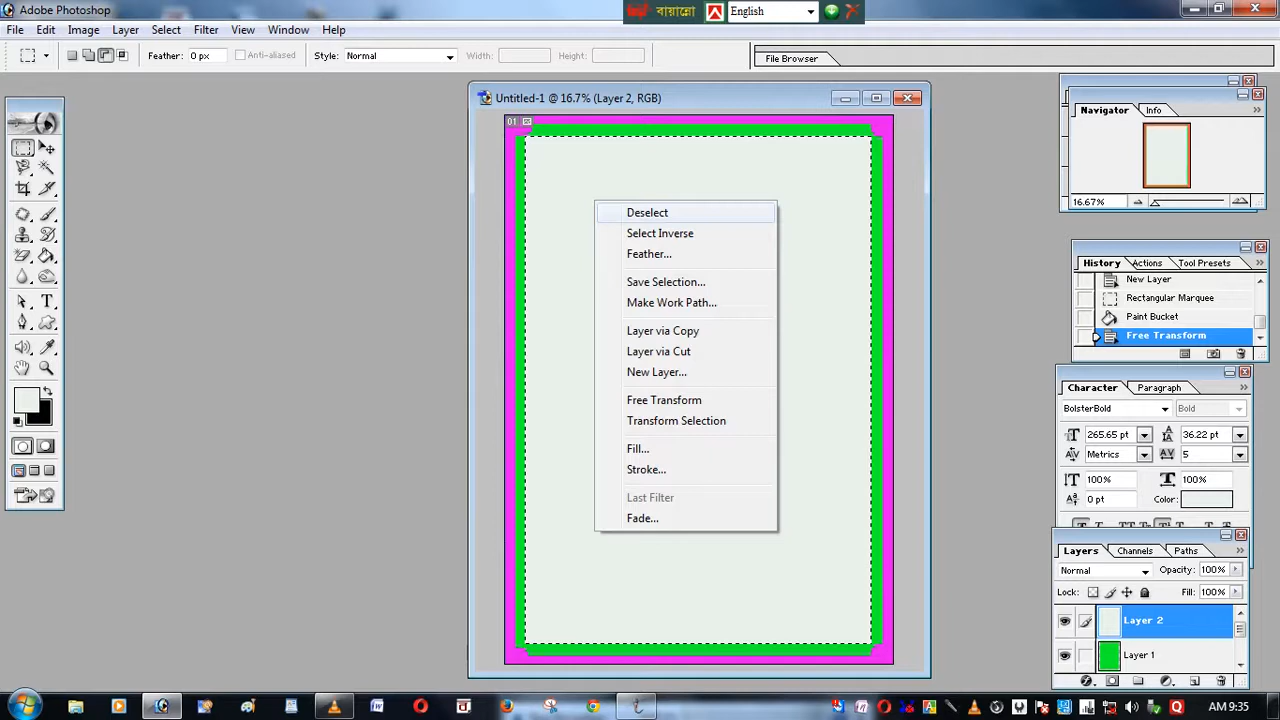 Adobe Photoshop
বায়ান্নো
English
File Edit Image Layer Select Filter View Window Help
Feather: 0 px Anti-aliased Style: Normal Width: Height: File Browser
Untitled-1 @ 16.7% (Layer 2, RGB)
01
Deselect
Select Inverse
Feather...
Save Selection...
Make Work Path...
Layer via Copy
Layer via Cut
New Layer...
Free Transform
Transform Selection
Fill...
Stroke...
Last Filter
Fade...
Navigator Info
16.67%
History Actions Tool Presets
New Layer
Rectangular Marquee
Paint Bucket
Free Transform
Character Paragraph
BolsterBold Bold
265.65 pt 36.22 pt
Metrics 5
100% 100%
0 pt Color:
Layers Channels Paths
Normal Opacity: 100%
Lock: Fill: 100%
Layer 2
Layer 1
AM 9:35